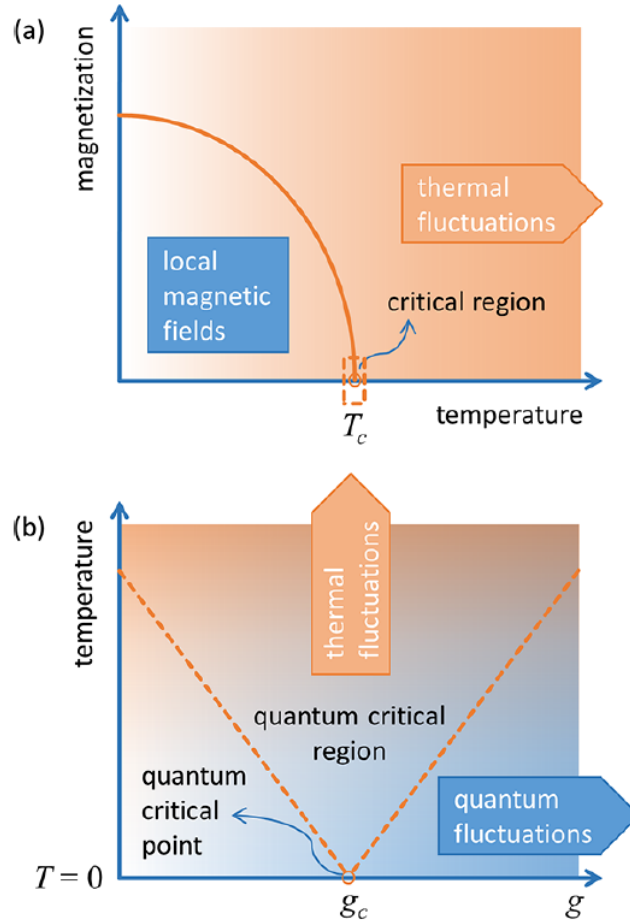 (a)
magnetization
thermal
fluctuations
local
magnetic
fields
critical region
T_c
temperature
(b)
temperature
thermal
fluctuations
quantum critical
region
quantum
critical
point
quantum
fluctuations
T = 0
g_c
g